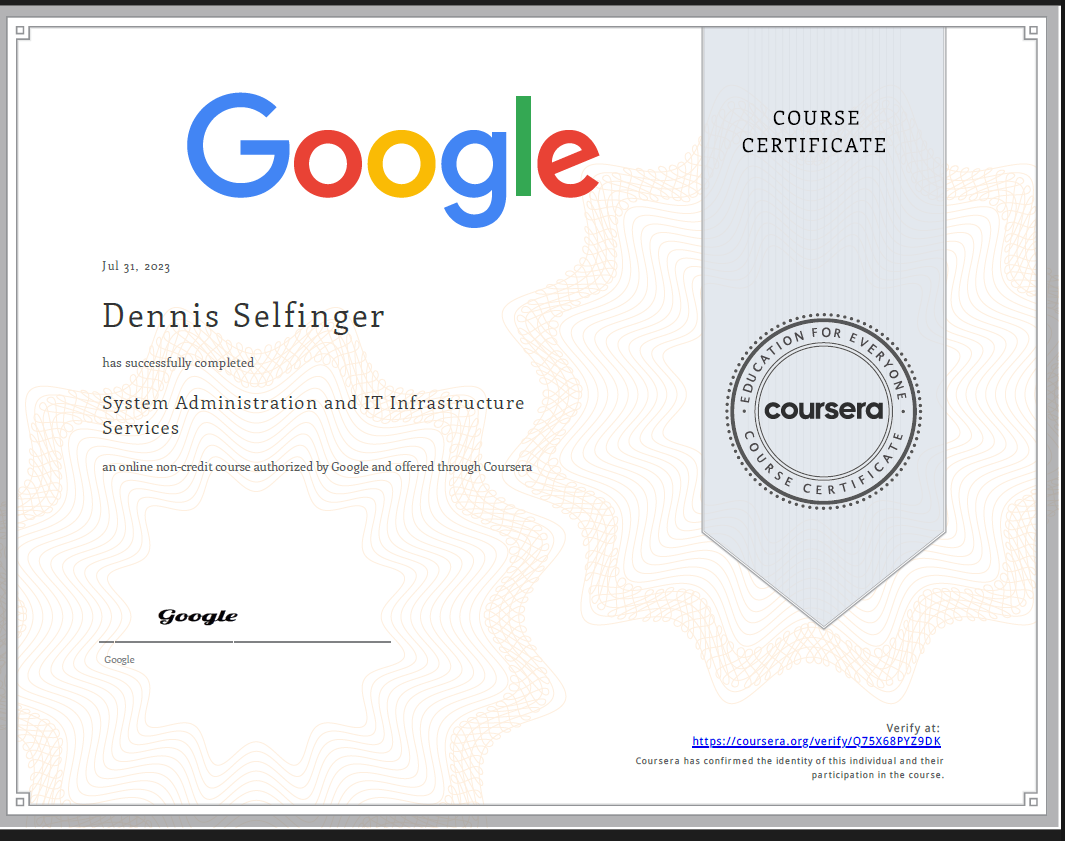 Google
COURSE
CERTIFICATE
Jul 31, 2023
Dennis Selfinger
has successfully completed
System Administration and IT Infrastructure
Services
an online non-credit course authorized by Google and offered through Coursera
EDUCATION FOR EVERYONE
coursera
COURSE CERTIFICATE
Google
Google
Verify at:
https://coursera.org/verify/Q75X68PYZ9DK
Coursera has confirmed the identity of this individual and their
participation in the course.